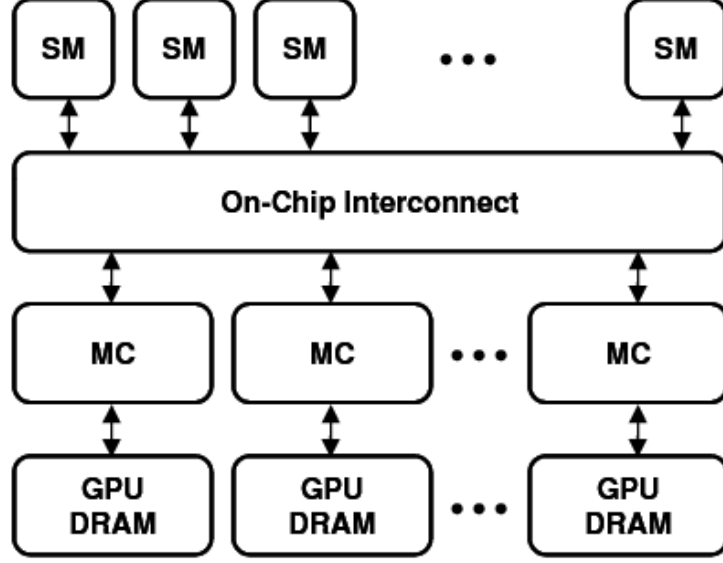 SM SM SM ••• SM
On-Chip Interconnect
MC MC ••• MC
GPU GPU GPU
DRAM DRAM ••• DRAM